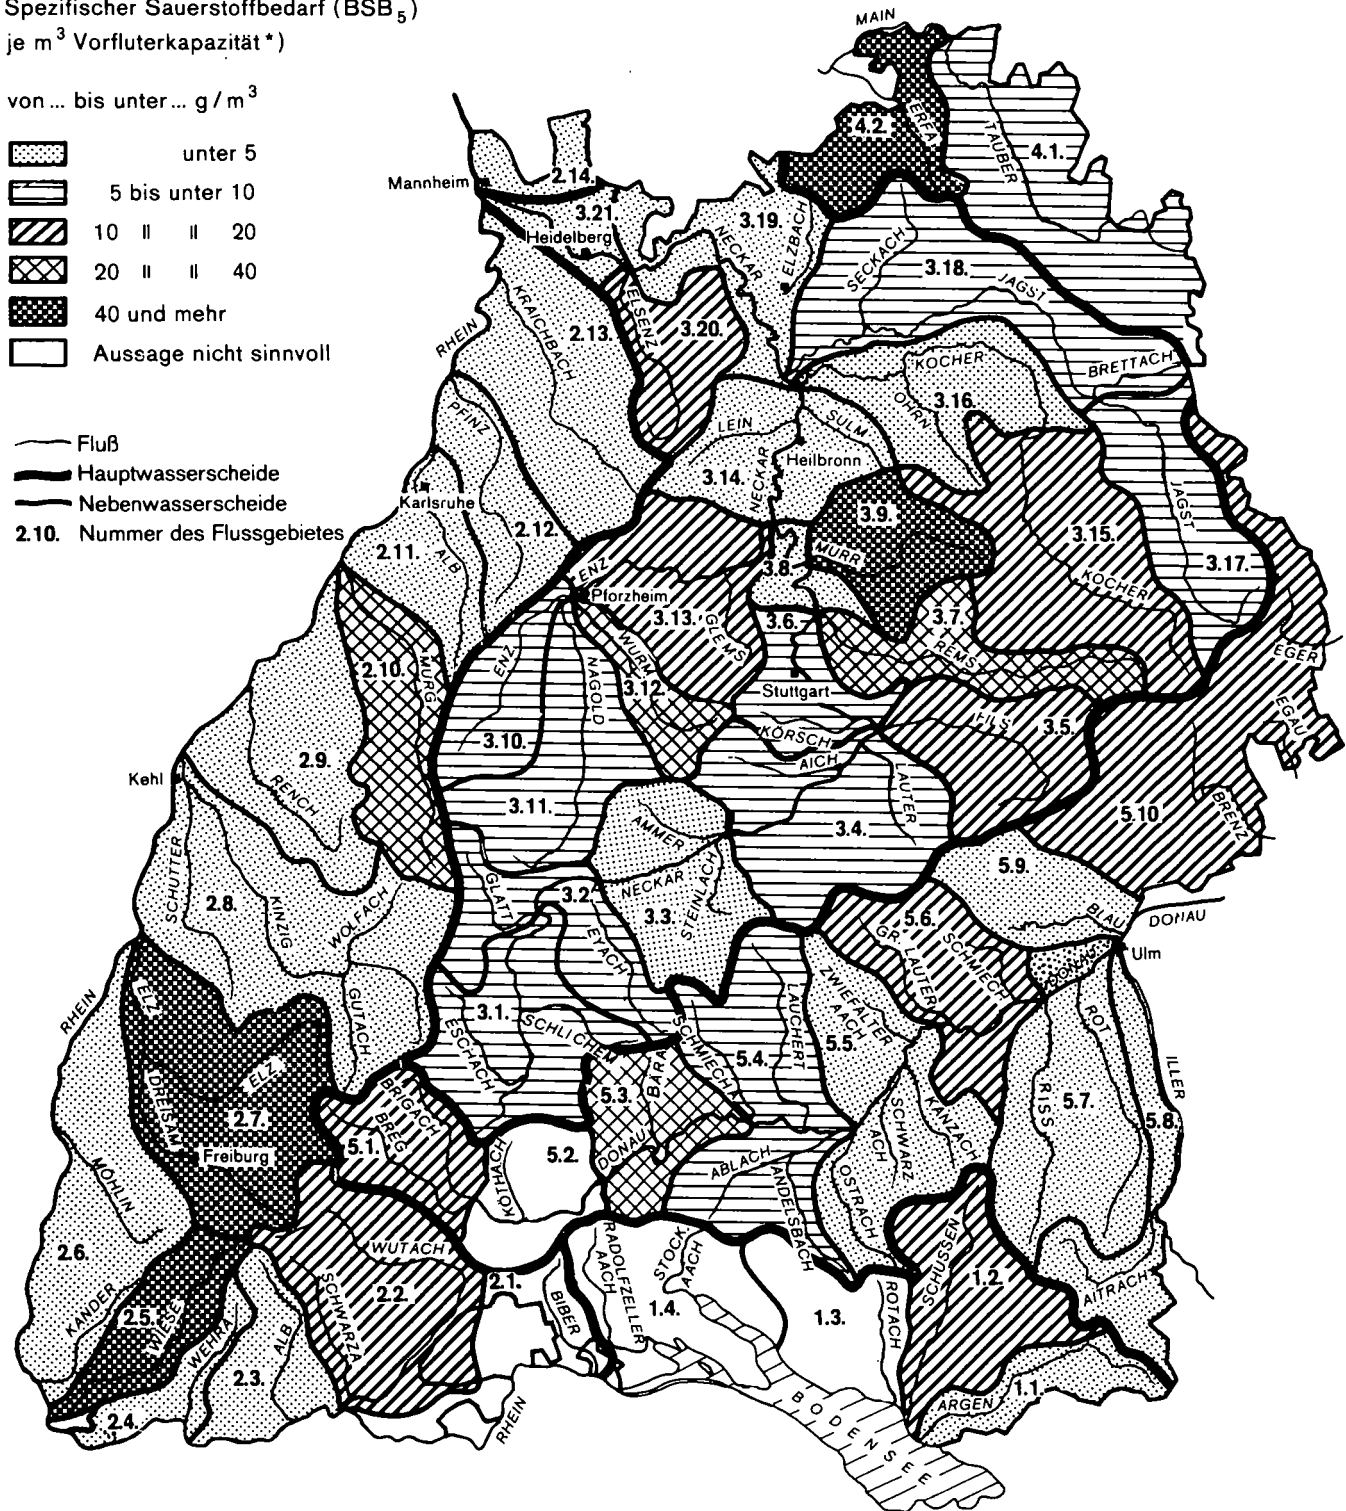 Spezifischer Sauerstoffbedarf (BSB5)
je m³ Vorfluterkapazität*)
von ... bis unter ... g/m³
unter 5
5 bis unter 10
10 " " 20
20 " " 40
40 und mehr
Aussage nicht sinnvoll
Fluß
Hauptwasserscheide
Nebenwasserscheide
2.10. Nummer des Flussgebietes
MAIN
4.2.
ERFA
TAUBER
4.1.
Mannheim
2.14.
3.21.
Heidelberg
3.19.
NECKAR
ELZBACH
SECKACH
3.18.
JAGST
RHEIN
KRAICHBACH
2.13.
ELSENZ
3.20.
KOCHER
BRETTACH
PFINZ
LEIN
SULM
OHRN
3.16.
Karlsruhe
3.14.
NECKAR
Heilbronn
2.11.
ALB
2.12.
3.9.
MURR
3.15.
KOCHER
JAGST
3.17.
ENZ
Pforzheim
3.8.
3.13.
GLEMS
3.6.
3.7.
REMS
EGER
EGAU
2.10.
MURG
ENZ
NAGOLD
WÜRM
3.12.
Stuttgart
FILS
3.5.
3.10.
KÖRSCH
AICH
LAUTER
2.9.
RENCH
Kehl
3.11.
3.4.
5.10
BRENZ
AMMER
SCHUTTER
2.8.
KINZIG
WOLFACH
GLATT
3.2
NECKAR
STEINLACH
3.3.
EYACH
5.9.
BLAU
DONAU
Ulm
5.6.
GR.
LAUTER
SCHMIECH
DONAU
RHEIN
ELZ
GUTACH
3.1.
ESCHACH
SCHLICHEM
SCHMIECHA
5.4.
LAUCHERT
ZWIEFALTER
AACH
5.5.
ROT
ILLER
DREISAM
ELZ
2.7.
Freiburg
BRIGACH
BREG
5.1.
5.3.
BÄRA
DONAU
5.2.
KÖTHACH
ABLACH
ANDELSBACH
SCHWARZ
ACH
KANZACH
OSTRACH
RISS
5.7.
5.8.
MÖHLIN
2.6.
WUTACH
2.2.
SCHWARZA
2.1.
BIBER
RADOLFZELLER
AACH
STOCK
AACH
1.4.
1.3.
ROTACH
SCHUSSEN
1.2.
AITRACH
KANDER
2.5.
WIESE
WEHRA
ALB
2.3.
2.4.
RHEIN
BODENSEE
ARGEN
1.1.